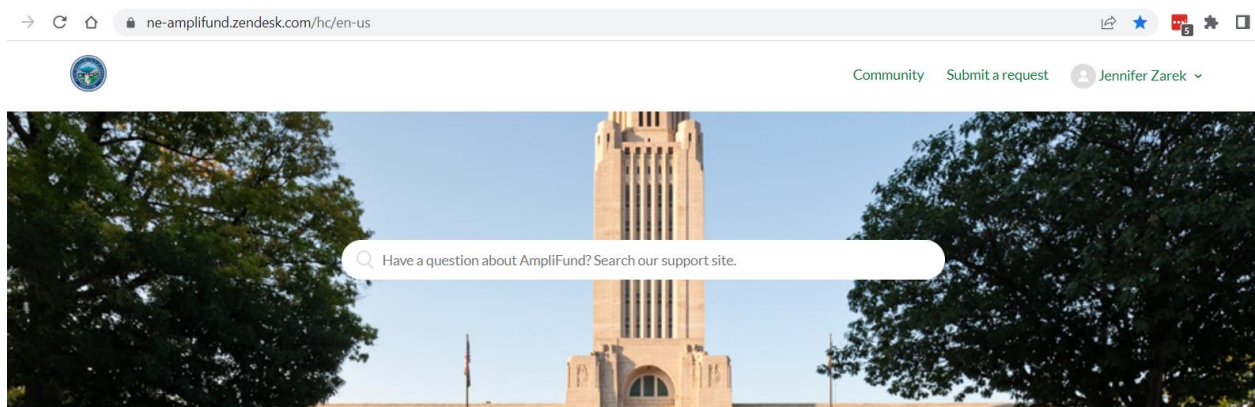 ne-amplifund.zendesk.com/hc/en-us
5
Community Submit a request Jennifer Zarek
Have a question about AmpliFund? Search our support site.